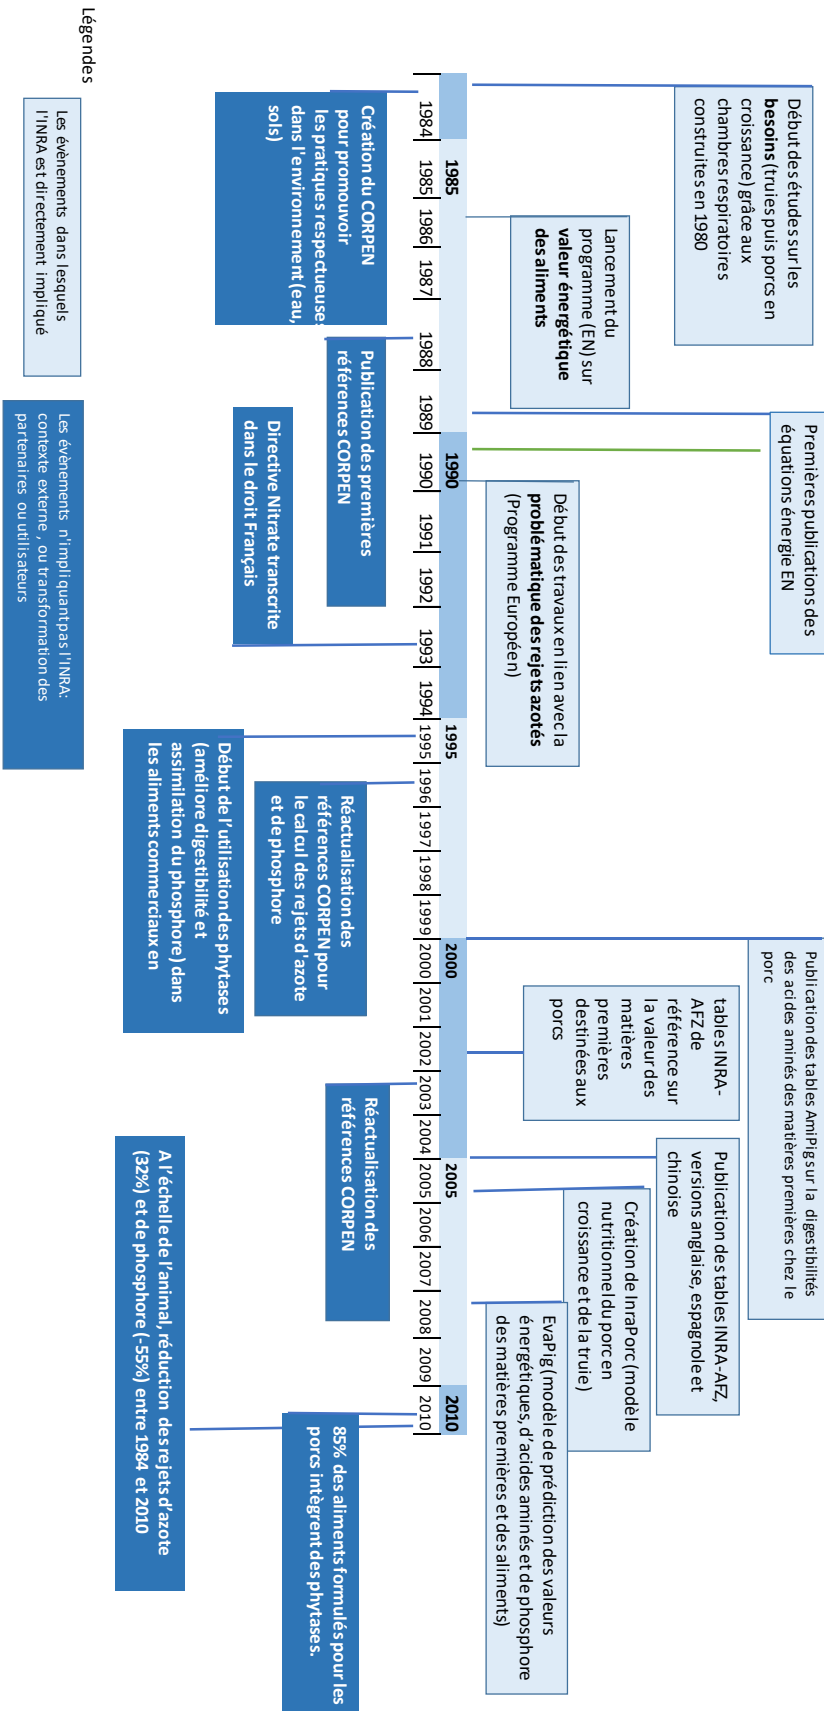 Début des études sur les
besoins (truies puis porcs en
croissance) grâce aux
chambres respiratoires
construites en 1980
Lancement du
programme (EN) sur
valeur énergétique
des aliments
Premières publications des
équations énergie EN
Début des travaux en lien avec la
problématique des rejets azotés
(Programme Européen)
Publication des tables AmiPig sur la digestibilités
des acides aminés des matières premières chez le
porc
tables INRA-
AFZ de
référence sur
la valeur des
matières
premières
destinées aux
porcs
Publication des tables INRA-AFZ,
versions anglaise, espagnole et
chinoise
Création de InraPorc (modèle
nutritionnel du porc en
croissance et de la truie)
EvaPig (modèle de prédiction des valeurs
énergétiques, d'acides aminés et de phosphore
des matières premières et des aliments)
1985 1990 1995 2000 2005 2010
1984 1985 1986 1987 1988 1989 1990 1991 1992 1993 1994 1995 1996 1997 1998 1999 2000 2001 2002 2003 2004 2005 2006 2007 2008 2009 2010
Création du CORPEN
pour promouvoir
les pratiques respectueuses
dans l'environnement (eau,
sols)
Publication des premières
références CORPEN
Directive Nitrate transcrite
dans le droit Français
Début de l'utilisation des phytases
(améliore digestibilité et
assimilation du phosphore) dans
les aliments commerciaux en
Réactualisation des
références CORPEN pour
le calcul des rejets d'azote
et de phosphore
Réactualisation des
références CORPEN
A l'échelle de l'animal, réduction des rejets d'azote
(32%) et de phosphore (-55%) entre 1984 et 2010
85% des aliments formulés pour les
porcs intègrent des phytases.
Légendes
Les évènements dans lesquels
l'INRA est directement impliqué
Les évènements n'impliquant pas l'INRA:
contexte externe, ou transformation des
partenaires ou utilisateurs